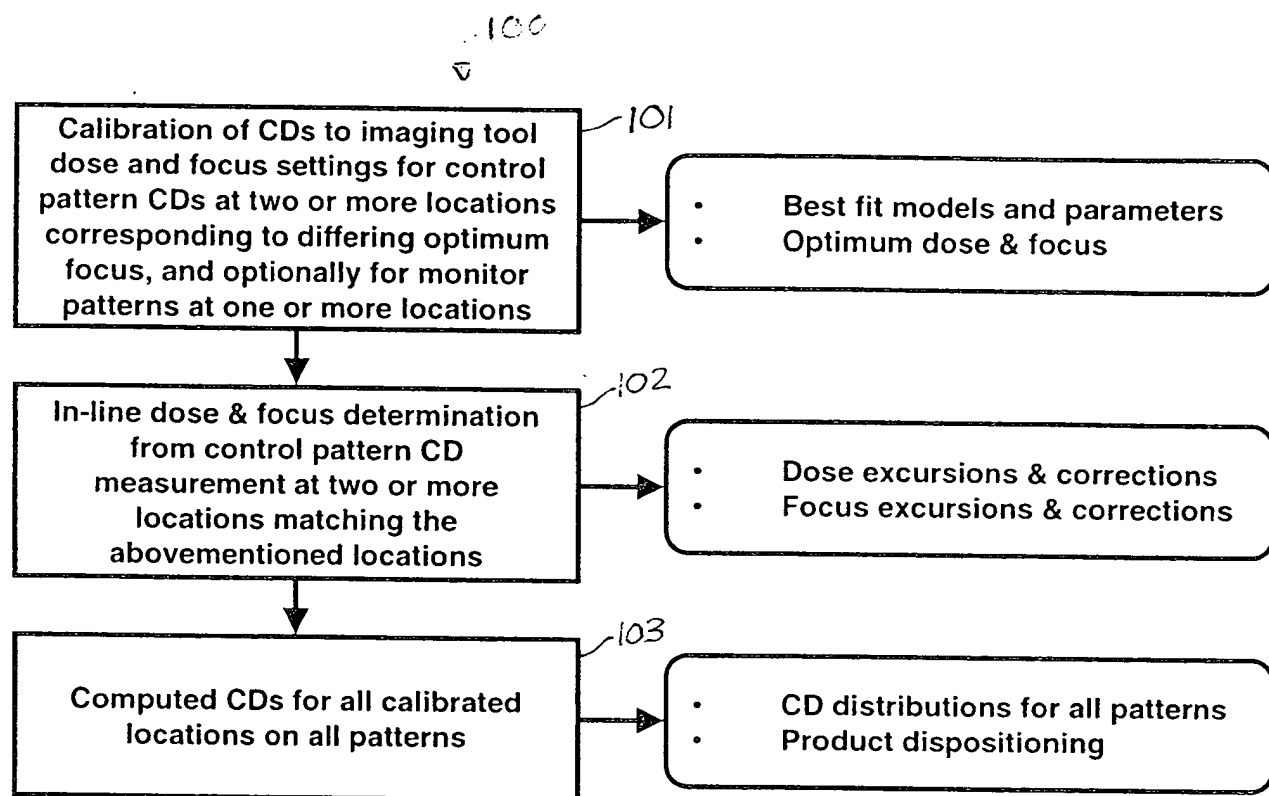 100
101
Calibration of CDs to imaging tool
dose and focus settings for control
pattern CDs at two or more locations
corresponding to differing optimum
focus, and optionally for monitor
patterns at one or more locations
• Best fit models and parameters
• Optimum dose & focus
102
In-line dose & focus determination
from control pattern CD
measurement at two or more
locations matching the
abovementioned locations
• Dose excursions & corrections
• Focus excursions & corrections
103
Computed CDs for all calibrated
locations on all patterns
• CD distributions for all patterns
• Product dispositioning